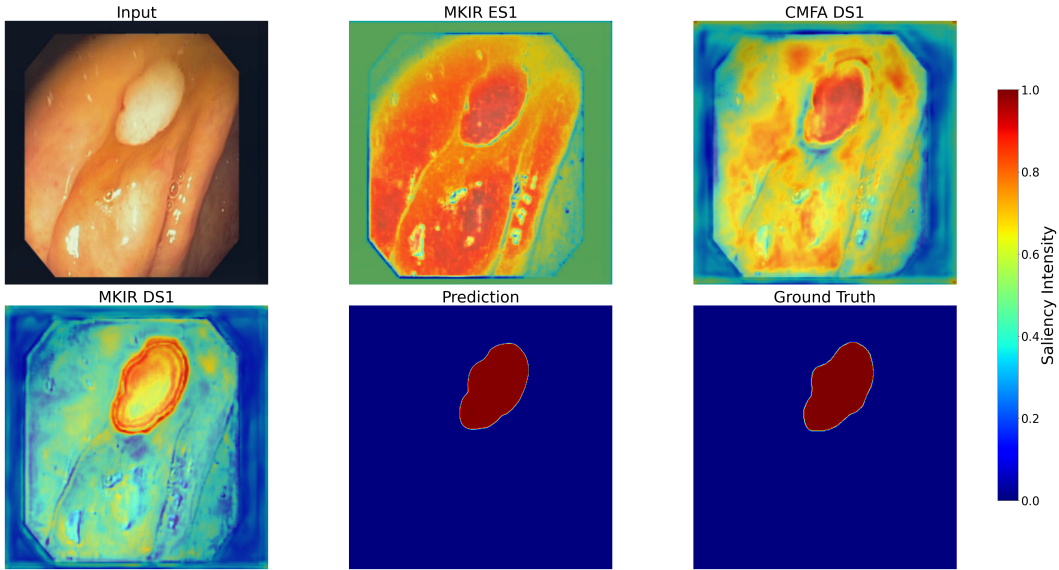 Input
MKIR ES1
CMFA DS1
MKIR DS1
Prediction
Ground Truth
1.0
0.8
0.6
0.4
0.2
0.0
Saliency Intensity